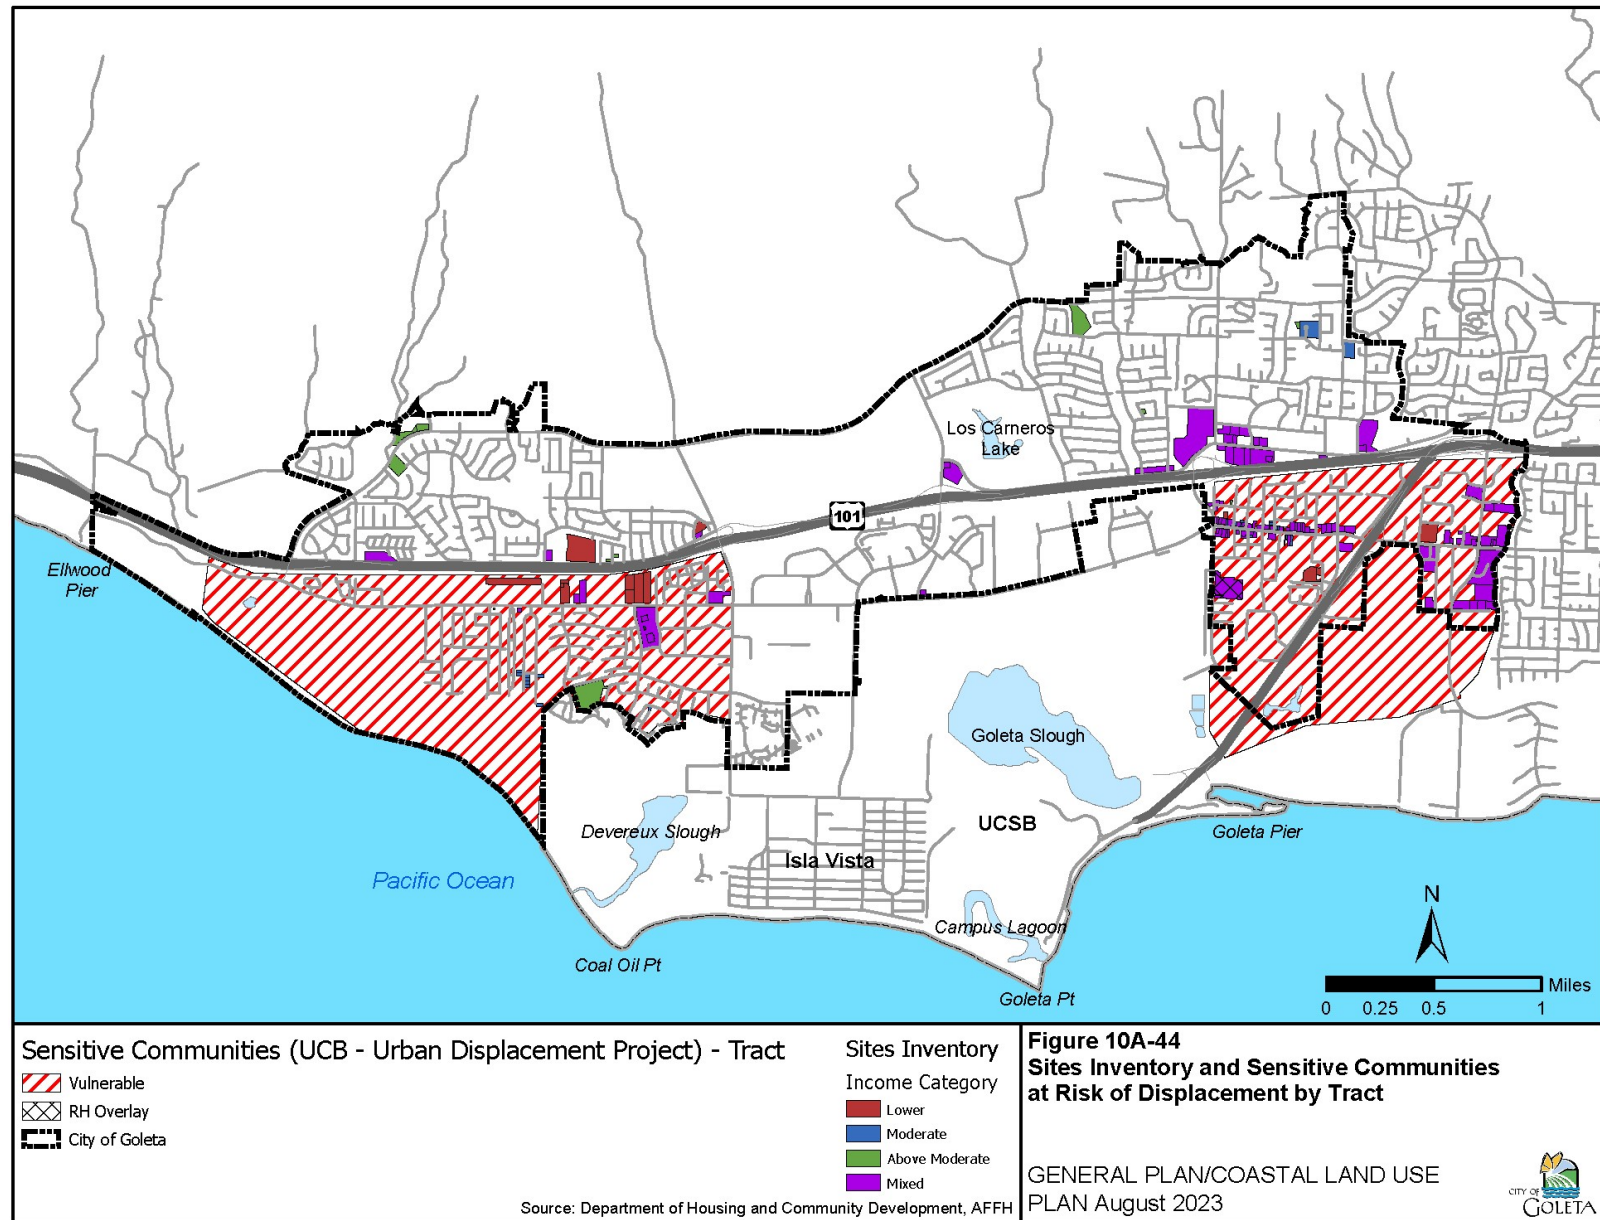 Los Carneros
Lake
101
Ellwood
Pier
Goleta Slough
UCSB
Devereux Slough
Goleta Pier
Isla Vista
Pacific Ocean
Campus Lagoon
Coal Oil Pt
Goleta Pt
N
Miles
0 0.25 0.5 1
Sensitive Communities (UCB - Urban Displacement Project) - Tract
Vulnerable
RH Overlay
City of Goleta
Sites Inventory
Income Category
Lower
Moderate
Above Moderate
Mixed
Source: Department of Housing and Community Development, AFFH
Figure 10A-44
Sites Inventory and Sensitive Communities
at Risk of Displacement by Tract
GENERAL PLAN/COASTAL LAND USE
PLAN August 2023
CITY OF
GOLETA